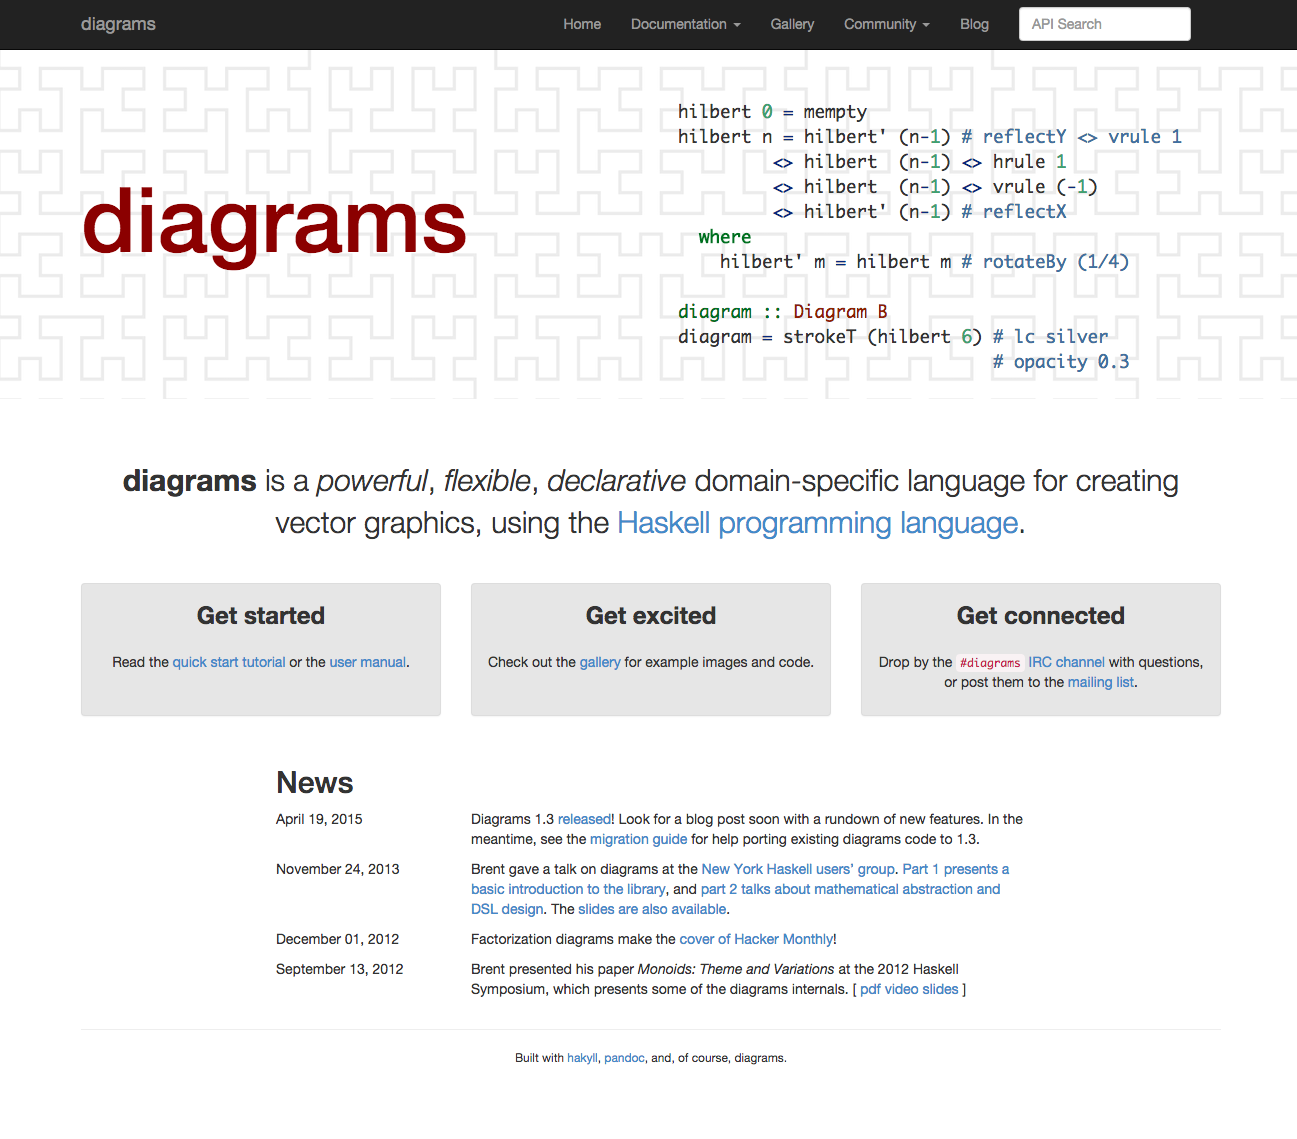 diagrams
Home Documentation Gallery Community Blog API Search
diagrams
hilbert 0 = mempty
hilbert n = hilbert' (n-1) # reflectY <> vrule 1
         <> hilbert  (n-1) <> hrule 1
         <> hilbert  (n-1) <> vrule (-1)
         <> hilbert' (n-1) # reflectX
  where
    hilbert' m = hilbert m # rotateBy (1/4)
diagram :: Diagram B
diagram = strokeT (hilbert 6) # lc silver
                              # opacity 0.3
diagrams is a powerful, flexible, declarative domain-specific language for creating
vector graphics, using the Haskell programming language.
Get started
Read the quick start tutorial or the user manual.
Get excited
Check out the gallery for example images and code.
Get connected
Drop by the #diagrams IRC channel with questions,
or post them to the mailing list.
News
April 19, 2015
Diagrams 1.3 released! Look for a blog post soon with a rundown of new features. In the
meantime, see the migration guide for help porting existing diagrams code to 1.3.
November 24, 2013
Brent gave a talk on diagrams at the New York Haskell users’ group. Part 1 presents a
basic introduction to the library, and part 2 talks about mathematical abstraction and
DSL design. The slides are also available.
December 01, 2012
Factorization diagrams make the cover of Hacker Monthly!
September 13, 2012
Brent presented his paper Monoids: Theme and Variations at the 2012 Haskell
Symposium, which presents some of the diagrams internals. [ pdf video slides ]
Built with hakyll, pandoc, and, of course, diagrams.